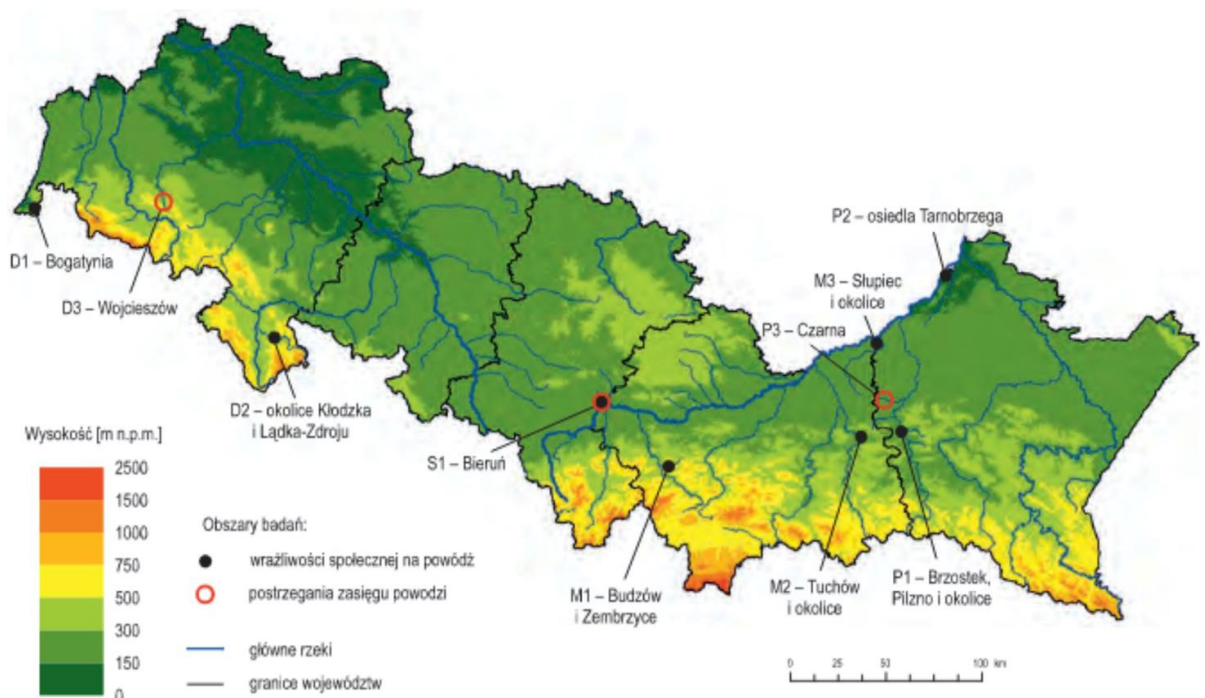 P2 – osiedla Tarnobrzega
D1 – Bogatynia
M3 – Słupiec
i okolice
D3 – Wojcieszów
P3 – Czarna
D2 – okolice Kłodzka
i Lądka-Zdroju
Wysokość [m n.p.m.]
S1 – Bieruń
2500
1500
1000
750
500
300
150
0
Obszary badań:
wrażliwości społecznej na powódź
postrzegania zasięgu powodzi
główne rzeki
granice województw
M1 – Budzów
i Zembrzyce
M2 – Tuchów
i okolice
P1 – Brzostek,
Pilzno i okolice
0 25 50 100 km